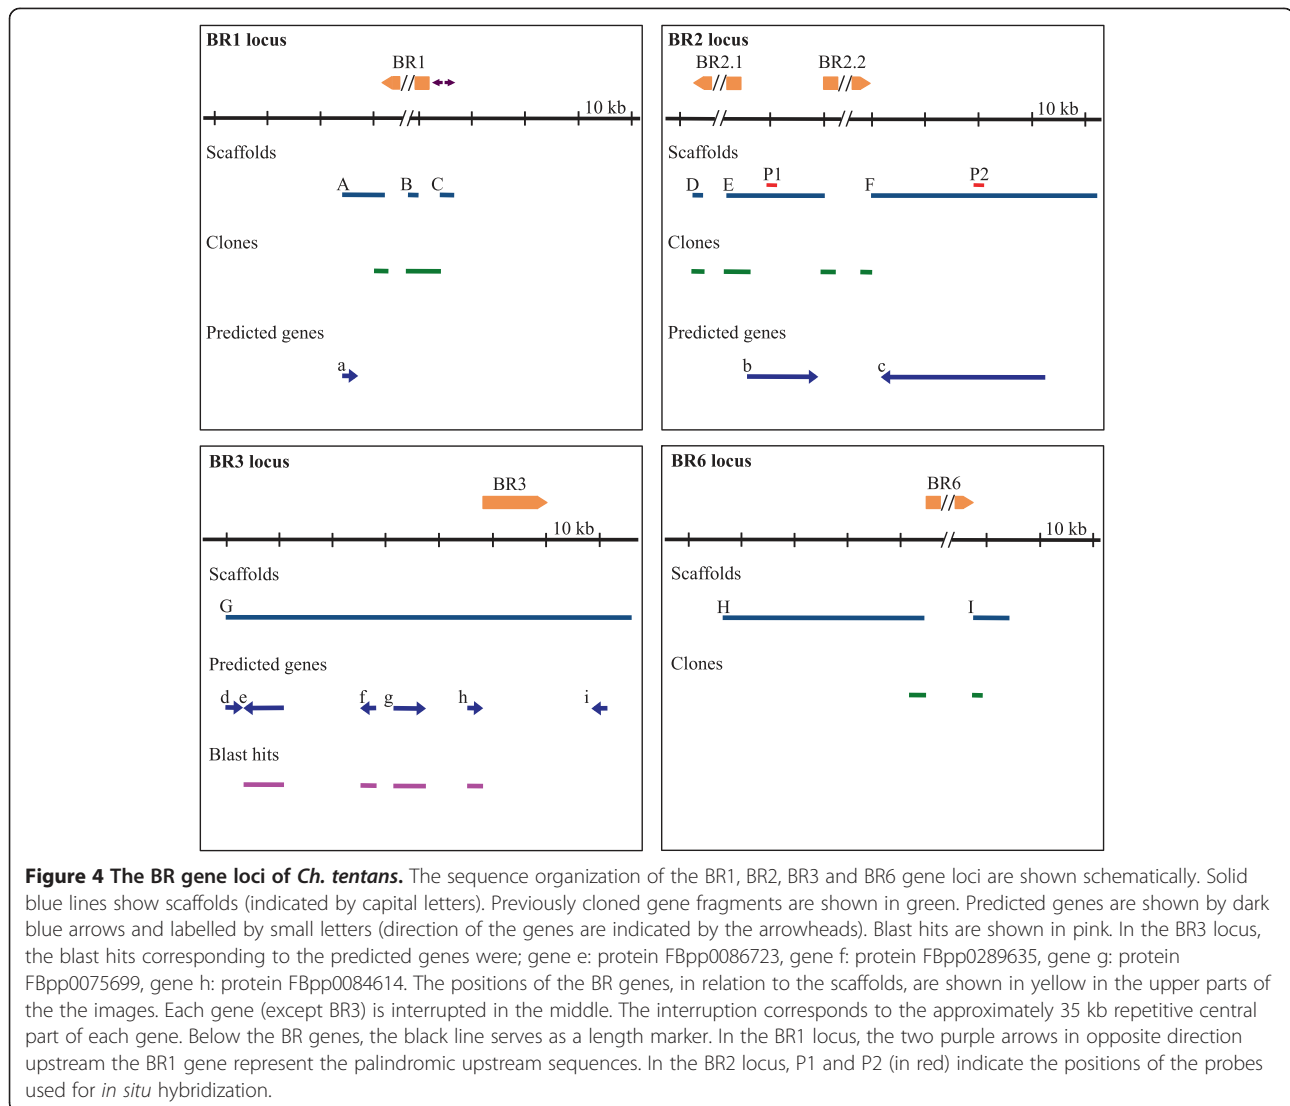 BR1 locus
BR1
10 kb
Scaffolds
A B C
Clones
Predicted genes
a
BR2 locus
BR2.1 BR2.2
10 kb
Scaffolds
P1 P2
D E F
Clones
Predicted genes
b c
BR3 locus
BR3
10 kb
Scaffolds
G
Predicted genes
d e f g h i
Blast hits
BR6 locus
BR6
10 kb
Scaffolds
H I
Clones
Figure 4 The BR gene loci of Ch. tentans. The sequence organization of the BR1, BR2, BR3 and BR6 gene loci are shown schematically. Solid
blue lines show scaffolds (indicated by capital letters). Previously cloned gene fragments are shown in green. Predicted genes are shown by dark
blue arrows and labelled by small letters (direction of the genes are indicated by the arrowheads). Blast hits are shown in pink. In the BR3 locus,
the blast hits corresponding to the predicted genes were; gene e: protein FBpp0086723, gene f: protein FBpp0289635, gene g: protein
FBpp0075699, gene h: protein FBpp0084614. The positions of the BR genes, in relation to the scaffolds, are shown in yellow in the upper parts of
the the images. Each gene (except BR3) is interrupted in the middle. The interruption corresponds to the approximately 35 kb repetitive central
part of each gene. Below the BR genes, the black line serves as a length marker. In the BR1 locus, the two purple arrows in opposite direction
upstream the BR1 gene represent the palindromic upstream sequences. In the BR2 locus, P1 and P2 (in red) indicate the positions of the probes
used for in situ hybridization.